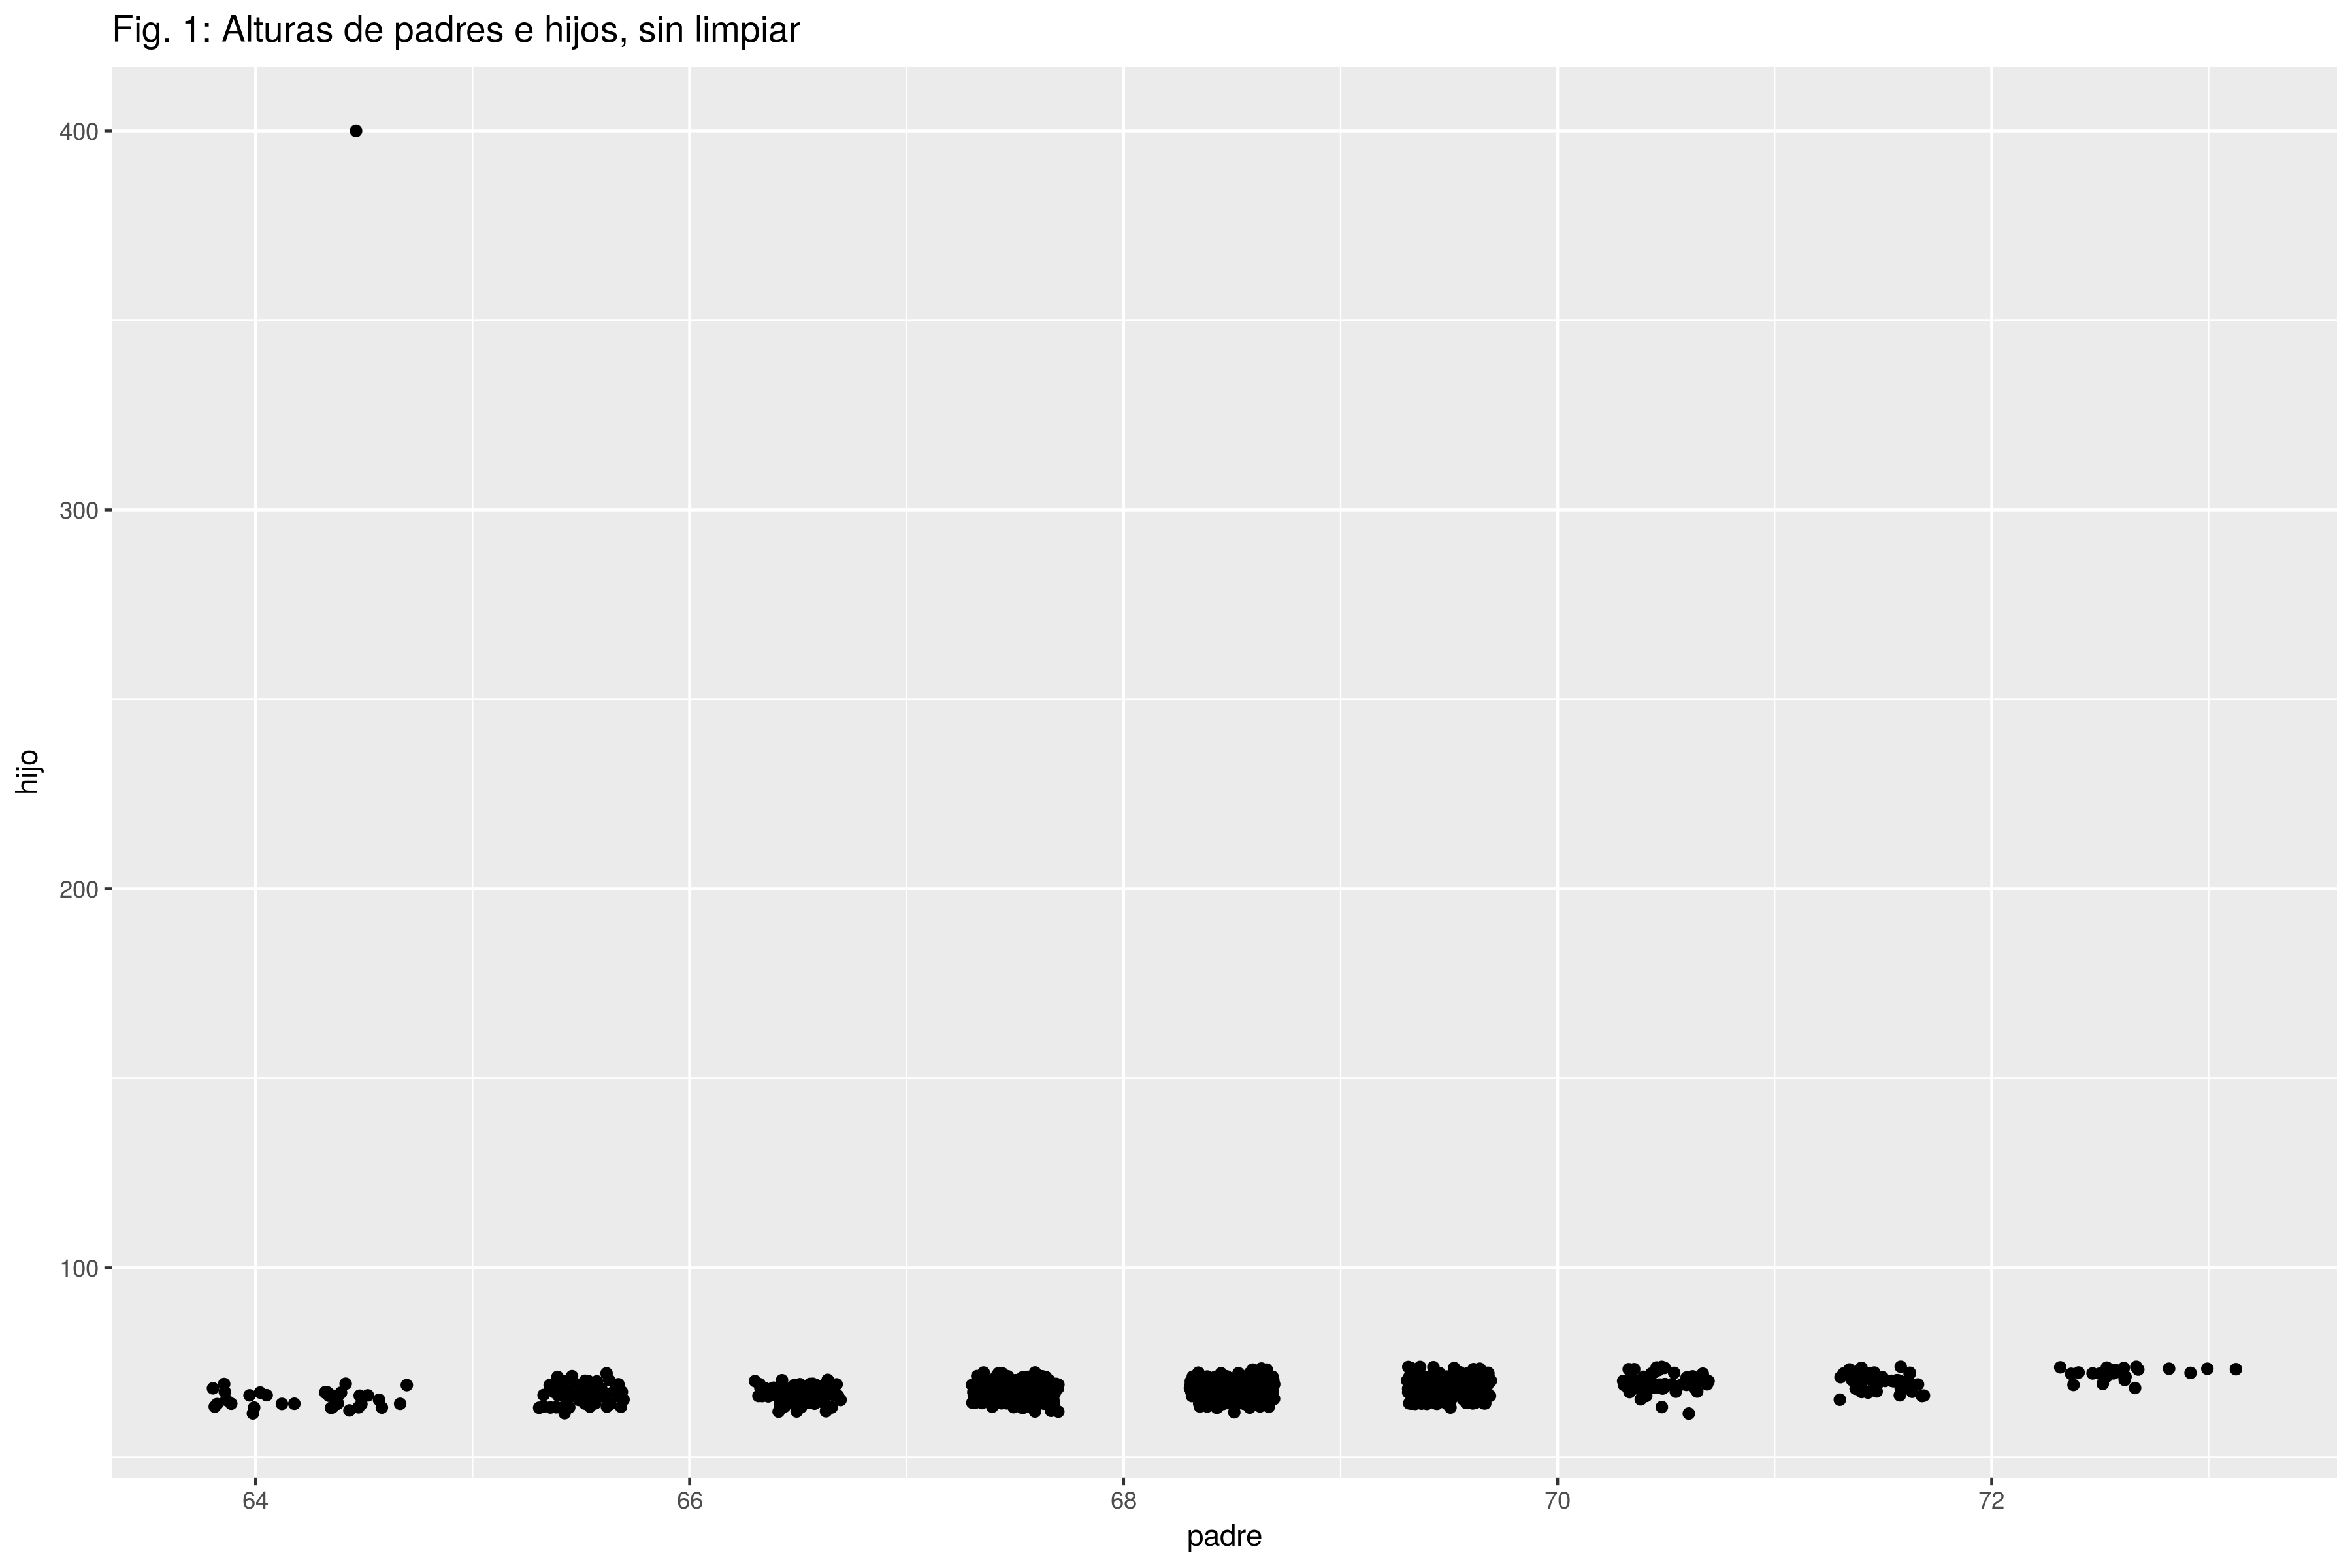 Fig. 1: Alturas de padres e hijos, sin limpiar
400
300
200
100
hijo
64 66 68 70 72
padre